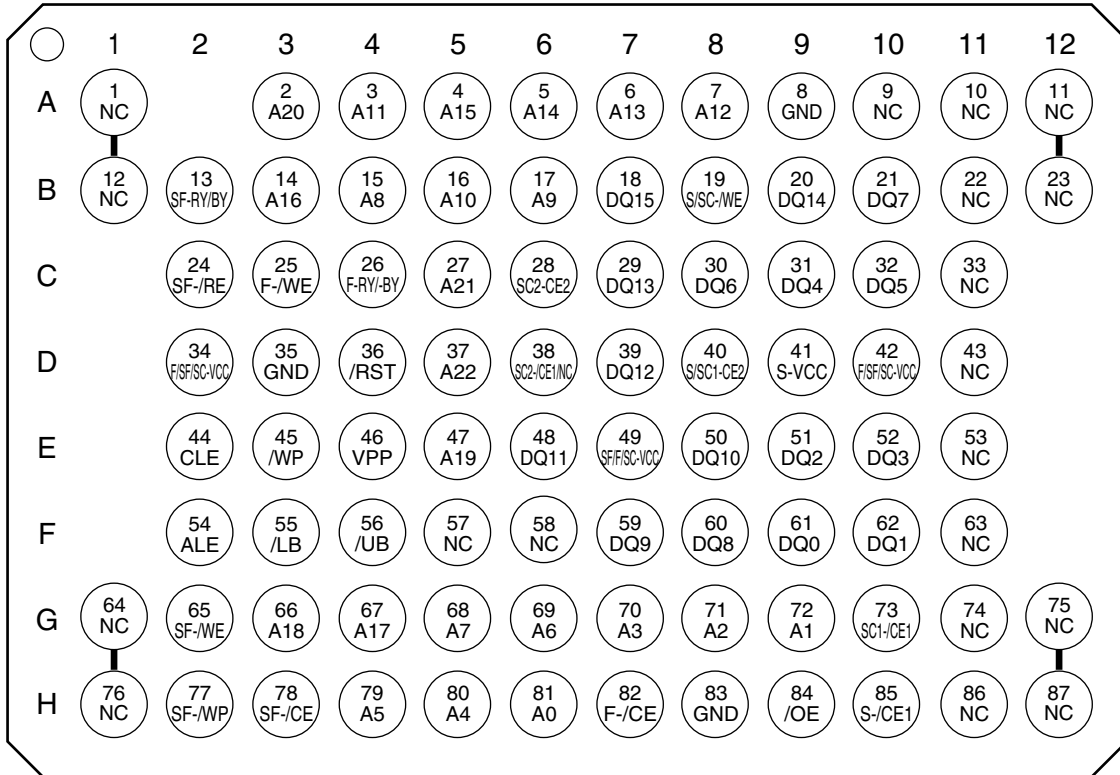 1 2 3 4 5 6 7 8 9 10 11 12
A
1 2 3 4 5 6 7 8 9 10 11
NC A20 A11 A15 A14 A13 A12 GND NC NC NC
B
12 13 14 15 16 17 18 19 20 21 22 23
NC SF-RY/BY A16 A8 A10 A9 DQ15 S/SC-/WE DQ14 DQ7 NC NC
C
24 25 26 27 28 29 30 31 32 33
SF-/RE F-/WE F-RY/-BY A21 SC2-CE2 DQ13 DQ6 DQ4 DQ5 NC
D
34 35 36 37 38 39 40 41 42 43
F/SF/SC-VCC GND /RST A22 SC2-/CE1/NC DQ12 S/SC1-CE2 S-VCC F/SF/SC-VCC NC
E
44 45 46 47 48 49 50 51 52 53
CLE /WP VPP A19 DQ11 SF/F/SC-VCC DQ10 DQ2 DQ3 NC
F
54 55 56 57 58 59 60 61 62 63
ALE /LB /UB NC NC DQ9 DQ8 DQ0 DQ1 NC
G
64 65 66 67 68 69 70 71 72 73 74 75
NC SF-/WE A18 A17 A7 A6 A3 A2 A1 SC1-/CE1 NC NC
H
76 77 78 79 80 81 82 83 84 85 86 87
NC SF-/WP SF-/CE A5 A4 A0 F-/CE GND /OE S-/CE1 NC NC